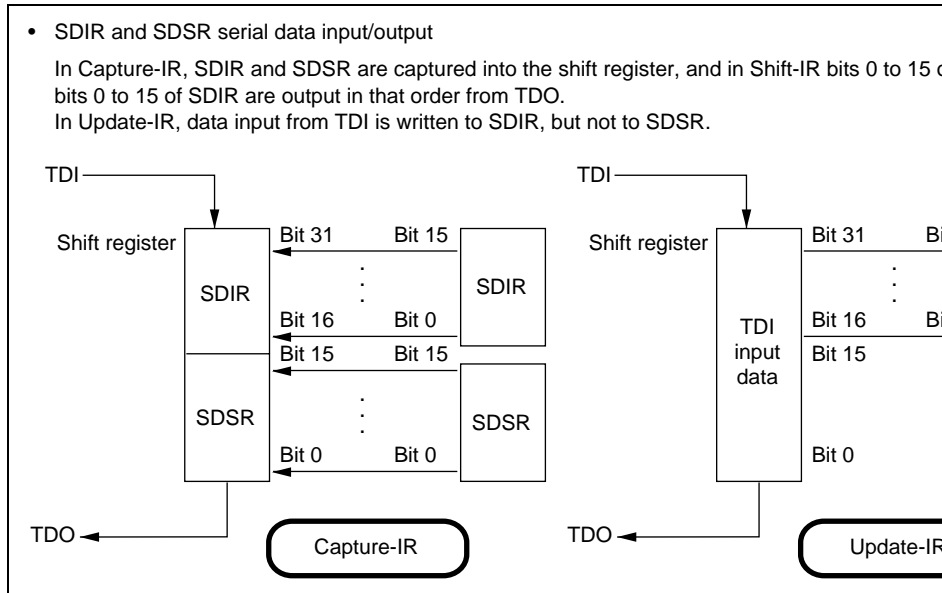 • SDIR and SDSR serial data input/output
In Capture-IR, SDIR and SDSR are captured into the shift register, and in Shift-IR bits 0 to 15
bits 0 to 15 of SDIR are output in that order from TDO.
In Update-IR, data input from TDI is written to SDIR, but not to SDSR.
TDI
Shift register
SDIR
SDSR
Bit 31 Bit 15
Bit 16 Bit 0
Bit 15 Bit 15
Bit 0 Bit 0
SDIR
SDSR
TDO
Capture-IR
TDI
Shift register
TDI
input
data
Bit 31
Bit 16
Bit 15
Bit 0
TDO
Update-IR